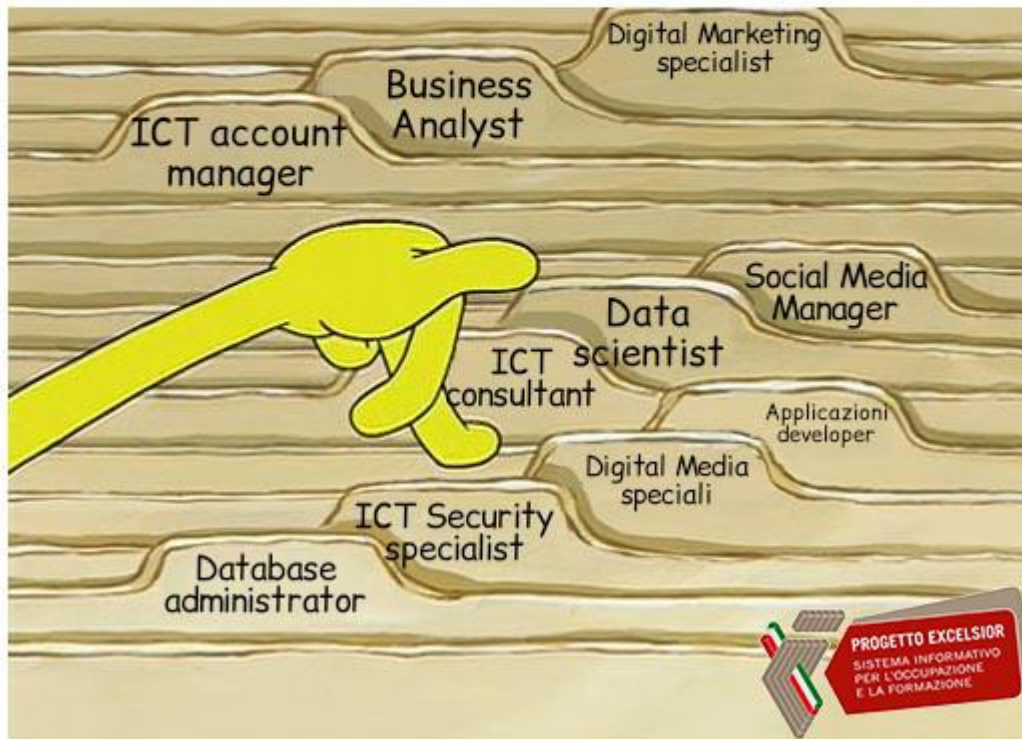 Digital Marketing
specialist
Business
Analyst
ICT account
manager
Social Media
Manager
Data
scientist
ICT
consultant
Applicazioni
developer
Digital Media
speciali
ICT Security
specialist
Database
administrator
PROGETTO EXCELSIOR
SISTEMA INFORMATIVO
PER L'OCCUPAZIONE
E LA FORMAZIONE